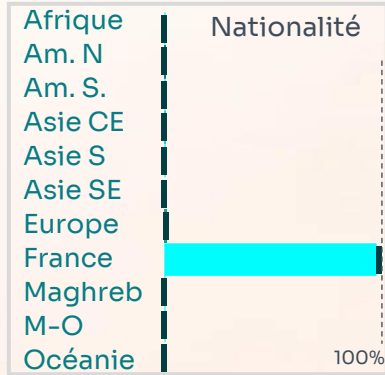 Nationalité
Afrique
Am. N
Am. S.
Asie CE
Asie S
Asie SE
Europe
France
Maghreb
M-O
Océanie
100%